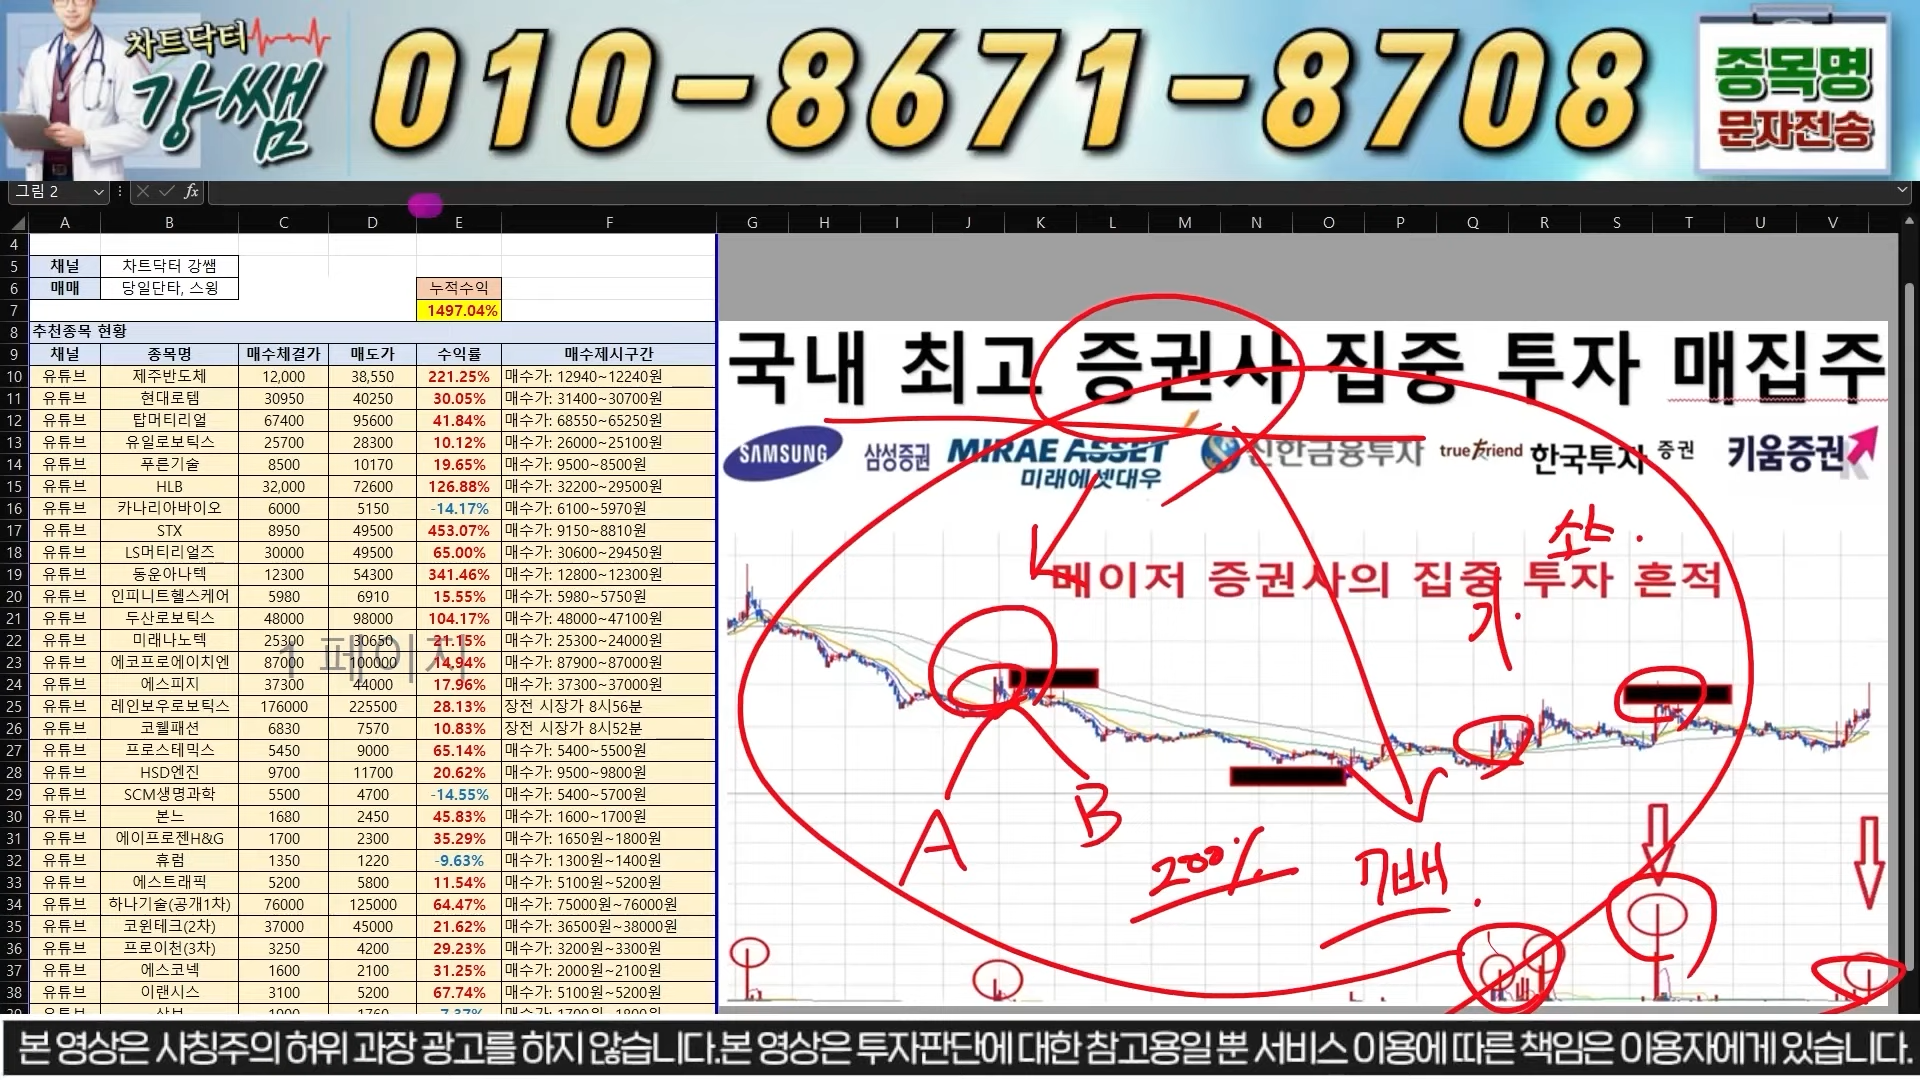 차트닥터
강쌤
010-8671-8708
종목명
문자전송
그림 2
fx
A B C D E F G H I J K L M N O P Q R S T U V
4
5 채널 차트닥터 강쌤
6 매매 당일단타, 스윙 누적수익
7 1497.04%
8 추천종목 현황
9 채널 종목명 매수체결가 매도가 수익률 매수제시구간
10 유튜브 제주반도체 12,000 38,550 221.25% 매수가: 12940~12240원
11 유튜브 현대로템 30950 40250 30.05% 매수가: 31400~30700원
12 유튜브 탑머티리얼 67400 95600 41.84% 매수가: 68550~65250원
13 유튜브 유일로보틱스 25700 28300 10.12% 매수가: 26000~25100원
14 유튜브 푸른기술 8500 10170 19.65% 매수가: 9500~8500원
15 유튜브 HLB 32,000 72600 126.88% 매수가: 32200~29500원
16 유튜브 카나리아바이오 6000 5150 -14.17% 매수가: 6100~5970원
17 유튜브 STX 8950 49500 453.07% 매수가: 9150~8810원
18 유튜브 LS머티리얼즈 30000 49500 65.00% 매수가: 30600~29450원
19 유튜브 동운아나텍 12300 54300 341.46% 매수가: 12800~12300원
20 유튜브 인피니트헬스케어 5980 6910 15.55% 매수가: 5980~5750원
21 유튜브 두산로보틱스 48000 98000 104.17% 매수가: 48000~47100원
22 유튜브 미래나노텍 25300 30650 21.15% 매수가: 25300~24000원
1 페이지
23 유튜브 에코프로에이치엔 87000 100000 14.94% 매수가: 87900~87000원
24 유튜브 에스피지 37300 44000 17.96% 매수가: 37300~37000원
25 유튜브 레인보우로보틱스 176000 225500 28.13% 장전 시장가 8시56분
26 유튜브 코웰패션 6830 7570 10.83% 장전 시장가 8시52분
27 유튜브 프로스테믹스 5450 9000 65.14% 매수가: 5400~5500원
28 유튜브 HSD엔진 9700 11700 20.62% 매수가: 9500~9800원
29 유튜브 SCM생명과학 5500 4700 -14.55% 매수가: 5400~5700원
30 유튜브 본느 1680 2450 45.83% 매수가: 1600~1700원
31 유튜브 에이프로젠H&G 1700 2300 35.29% 매수가: 1650원~1800원
32 유튜브 휴럼 1350 1220 -9.63% 매수가: 1300원~1400원
33 유튜브 에스트래픽 5200 5800 11.54% 매수가: 5100원~5200원
34 유튜브 하나기술(공개1차) 76000 125000 64.47% 매수가: 75000원~76000원
35 유튜브 코윈테크(2차) 37000 45000 21.62% 매수가: 36500원~38000원
36 유튜브 프로이천(3차) 3250 4200 29.23% 매수가: 3200원~3300원
37 유튜브 에스코넥 1600 2100 31.25% 매수가: 2000원~2100원
38 유튜브 이랜시스 3100 5200 67.74% 매수가: 5100원~5200원
국내 최고 증권사 집중 투자 매집주
SAMSUNG 삼성증권 MIRAE ASSET 미래에셋대우 신한금융투자 true Friend 한국투자 증권 키움증권
메이저 증권사의 집중 투자 흔적
A
B
200%
7배.
본 영상은 사칭주의 허위 과장 광고를 하지 않습니다.본 영상은 투자판단에 대한 참고용일 뿐 서비스 이용에 따른 책임은 이용자에게 있습니다.